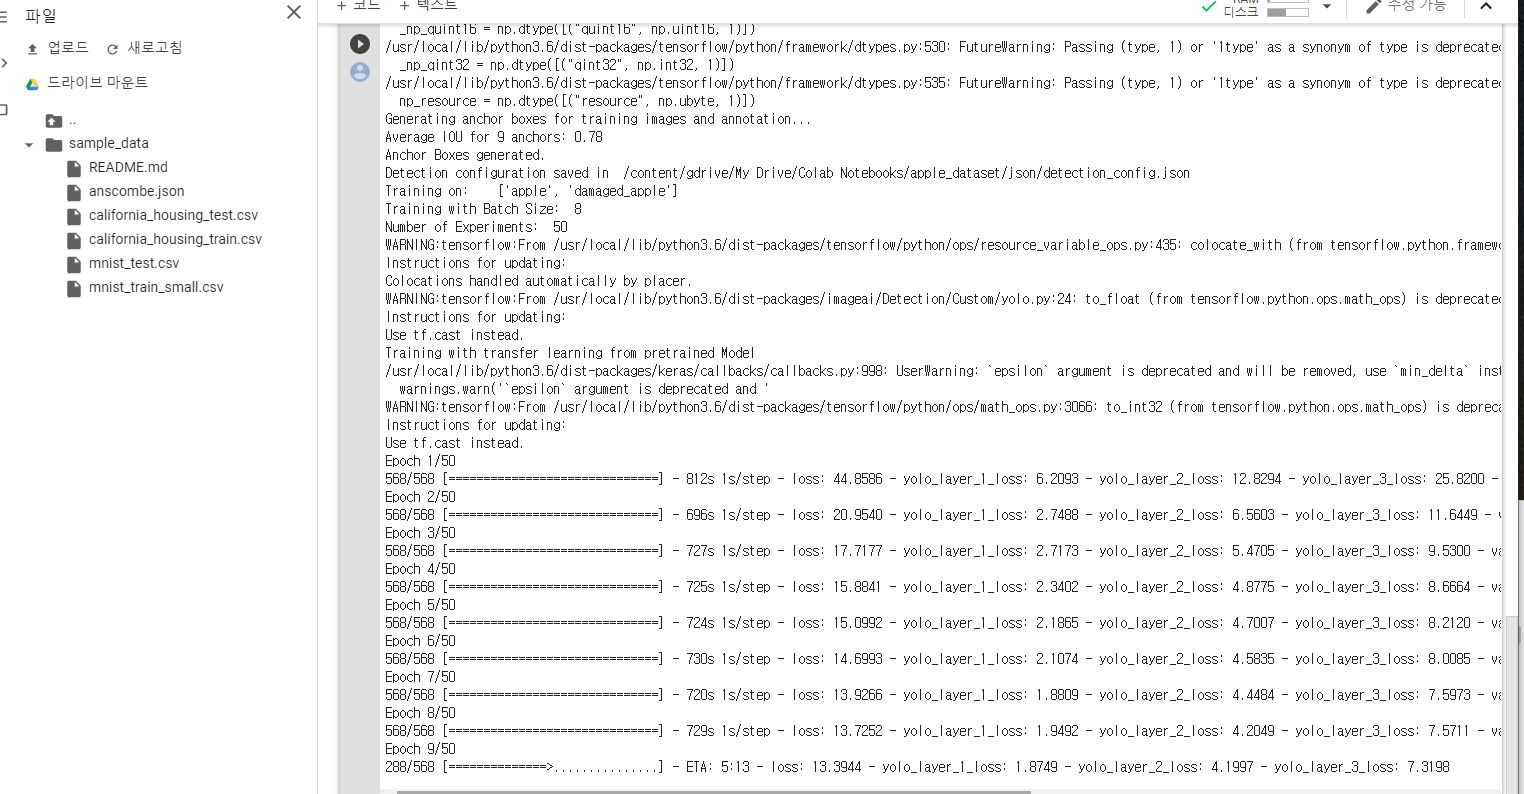 파일
업로드 새로고침
드라이브 마운트
..
sample_data
README.md
anscombe.json
california_housing_test.csv
california_housing_train.csv
mnist_test.csv
mnist_train_small.csv
+ 코드 + 텍스트
RAM
디스크
수정 가능
_np_quint16 = np.dtype([("quint16", np.uint16, 1)])
/usr/local/lib/python3.6/dist-packages/tensorflow/python/framework/dtypes.py:530: FutureWarning: Passing (type, 1) or '1type' as a synonym of type is deprecate
_np_qint32 = np.dtype([("qint32", np.int32, 1)])
/usr/local/lib/python3.6/dist-packages/tensorflow/python/framework/dtypes.py:535: FutureWarning: Passing (type, 1) or '1type' as a synonym of type is deprecate
np_resource = np.dtype([("resource", np.ubyte, 1)])
Generating anchor boxes for training images and annotation...
Average IOU for 9 anchors: 0.78
Anchor Boxes generated.
Detection configuration saved in  /content/gdrive/My Drive/Colab Notebooks/apple_dataset/json/detection_config.json
Training on:    ['apple', 'damaged_apple']
Training with Batch Size:  8
Number of Experiments:  50
WARNING:tensorflow:From /usr/local/lib/python3.6/dist-packages/tensorflow/python/ops/resource_variable_ops.py:435: colocate_with (from tensorflow.python.framew
Instructions for updating:
Colocations handled automatically by placer.
WARNING:tensorflow:From /usr/local/lib/python3.6/dist-packages/imageai/Detection/Custom/yolo.py:24: to_float (from tensorflow.python.ops.math_ops) is deprecate
Instructions for updating:
Use tf.cast instead.
Training with transfer learning from pretrained Model
/usr/local/lib/python3.6/dist-packages/keras/callbacks/callbacks.py:998: UserWarning: `epsilon` argument is deprecated and will be removed, use `min_delta` inst
warnings.warn('`epsilon` argument is deprecated and '
WARNING:tensorflow:From /usr/local/lib/python3.6/dist-packages/tensorflow/python/ops/math_ops.py:3066: to_int32 (from tensorflow.python.ops.math_ops) is depreca
Instructions for updating:
Use tf.cast instead.
Epoch 1/50
568/568 [==============================] - 812s 1s/step - loss: 44.8586 - yolo_layer_1_loss: 6.2093 - yolo_layer_2_loss: 12.8294 - yolo_layer_3_loss: 25.8200 -
Epoch 2/50
568/568 [==============================] - 696s 1s/step - loss: 20.9540 - yolo_layer_1_loss: 2.7488 - yolo_layer_2_loss: 6.5603 - yolo_layer_3_loss: 11.6449 - v
Epoch 3/50
568/568 [==============================] - 727s 1s/step - loss: 17.7177 - yolo_layer_1_loss: 2.7173 - yolo_layer_2_loss: 5.4705 - yolo_layer_3_loss: 9.5300 - va
Epoch 4/50
568/568 [==============================] - 725s 1s/step - loss: 15.8841 - yolo_layer_1_loss: 2.3402 - yolo_layer_2_loss: 4.8775 - yolo_layer_3_loss: 8.6664 - va
Epoch 5/50
568/568 [==============================] - 724s 1s/step - loss: 15.0992 - yolo_layer_1_loss: 2.1865 - yolo_layer_2_loss: 4.7007 - yolo_layer_3_loss: 8.2120 - va
Epoch 6/50
568/568 [==============================] - 730s 1s/step - loss: 14.6993 - yolo_layer_1_loss: 2.1074 - yolo_layer_2_loss: 4.5835 - yolo_layer_3_loss: 8.0085 - va
Epoch 7/50
568/568 [==============================] - 720s 1s/step - loss: 13.9266 - yolo_layer_1_loss: 1.8809 - yolo_layer_2_loss: 4.4484 - yolo_layer_3_loss: 7.5973 - va
Epoch 8/50
568/568 [==============================] - 729s 1s/step - loss: 13.7252 - yolo_layer_1_loss: 1.9492 - yolo_layer_2_loss: 4.2049 - yolo_layer_3_loss: 7.5711 - va
Epoch 9/50
288/568 [==============>...............] - ETA: 5:13 - loss: 13.3944 - yolo_layer_1_loss: 1.8749 - yolo_layer_2_loss: 4.1997 - yolo_layer_3_loss: 7.3198